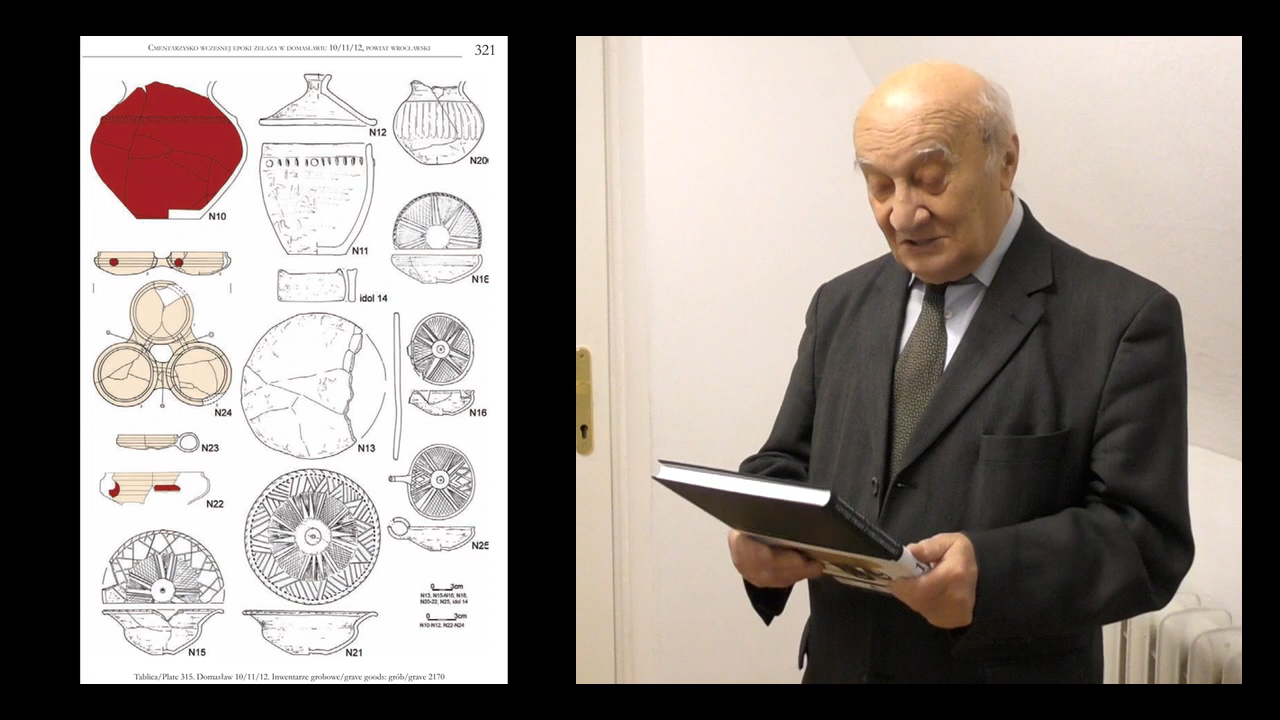 Cmentarzysko wczesnej epoki żelaza w domasławiu 10/11/12, powiat wrocławski
321
N10
N12
N20
N11
N18
idol 14
N24
N13
N16
N23
N22
N25
N15
N21
0 3cm
N13, N15-N16, N18,
N20-22, N25, idol 14
0 3cm
N10-N12, N22-N24
Tablica/Plate 315. Domasław 10/11/12. Inwentarze grobowe/grave goods: grób/grave 2170